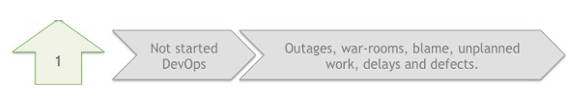 1
Not started
DevOps
Outages, war-rooms, blame, unplanned
work, delays and defects.